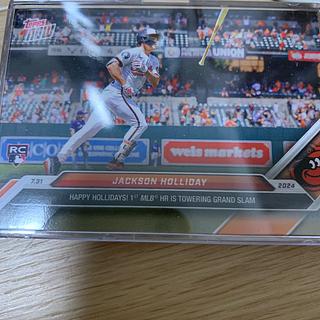 topps NOW
UNION
RC
weis markets
JACKSON HOLLIDAY
7.31
2024
HAPPY HOLLIDAYS! 1ST MLB® HR IS TOWERING GRAND SLAM